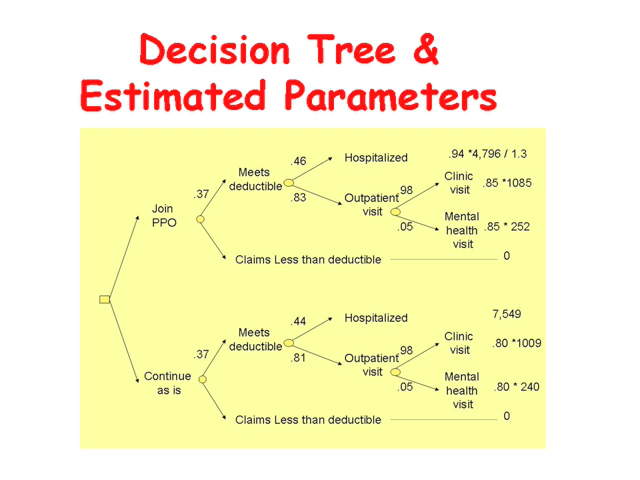 Decision Tree &
Estimated Parameters
.46
Hospitalized
.94 *4,796 / 1.3
Meets
deductible
.37
.83
Outpatient
visit
.98
Clinic
visit
.85 *1085
Join
PPO
.05
Mental
health
visit
.85 * 252
Claims Less than deductible
0
.44
Hospitalized
7,549
Meets
deductible
.37
.81
Outpatient
visit
.98
Clinic
visit
.80 *1009
Continue
as is
.05
Mental
health
visit
.80 * 240
Claims Less than deductible
0